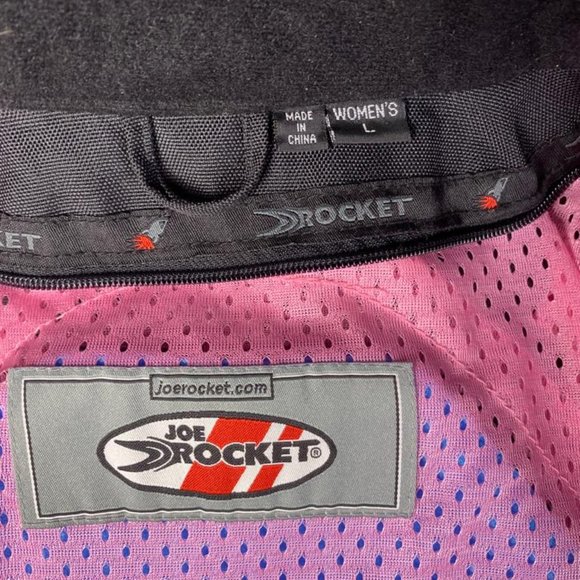 MADE
IN
CHINA
WOMEN'S
L
ROCKET
ROCKET
joerocket.com
JOE
ROCKET®